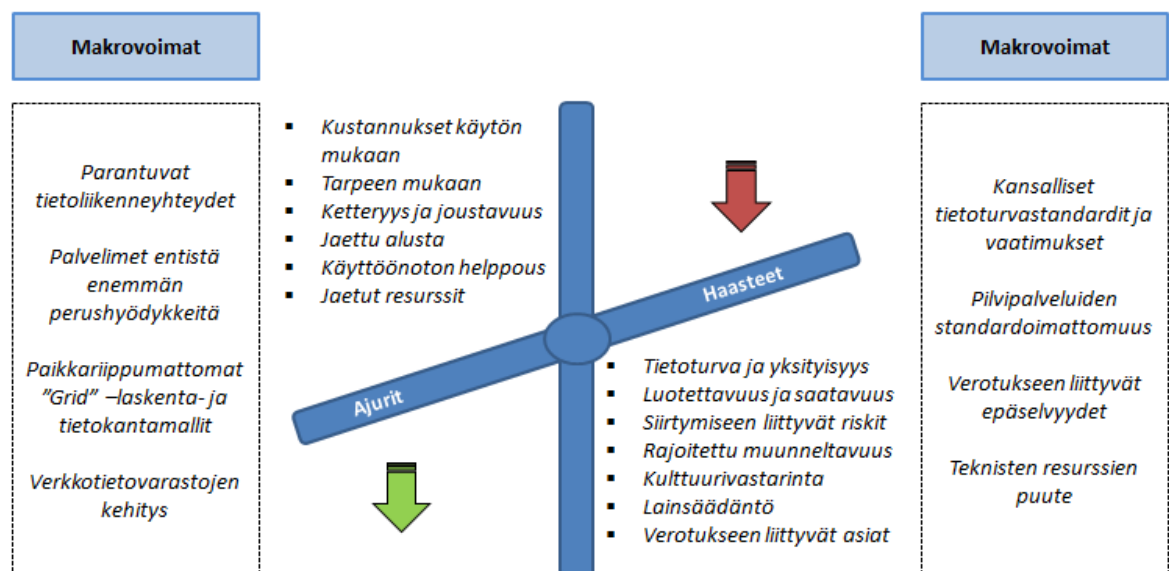 Makrovoimat
Parantuvat
tietoliikenneyhteydet
Palvelimet entistä
enemmän
perushyödykkeitä
Paikkariippumattomat
”Grid” –laskenta- ja
tietokantamallit
Verkkotietovarastojen
kehitys
▪ Kustannukset käytön
mukaan
▪ Tarpeen mukaan
▪ Ketteryys ja joustavuus
▪ Jaettu alusta
▪ Käyttöönoton helppous
▪ Jaetut resurssit
Ajurit
Haasteet
▪ Tietoturva ja yksityisyys
▪ Luotettavuus ja saatavuus
▪ Siirtymiseen liittyvät riskit
▪ Rajoitettu muunneltavuus
▪ Kulttuurivastarinta
▪ Lainsäädäntö
▪ Verotukseen liittyvät asiat
Makrovoimat
Kansalliset
tietoturvastandardit ja
vaatimukset
Pilvipalveluiden
standardoimattomuus
Verotukseen liittyvät
epäselvyydet
Teknisten resurssien
puute